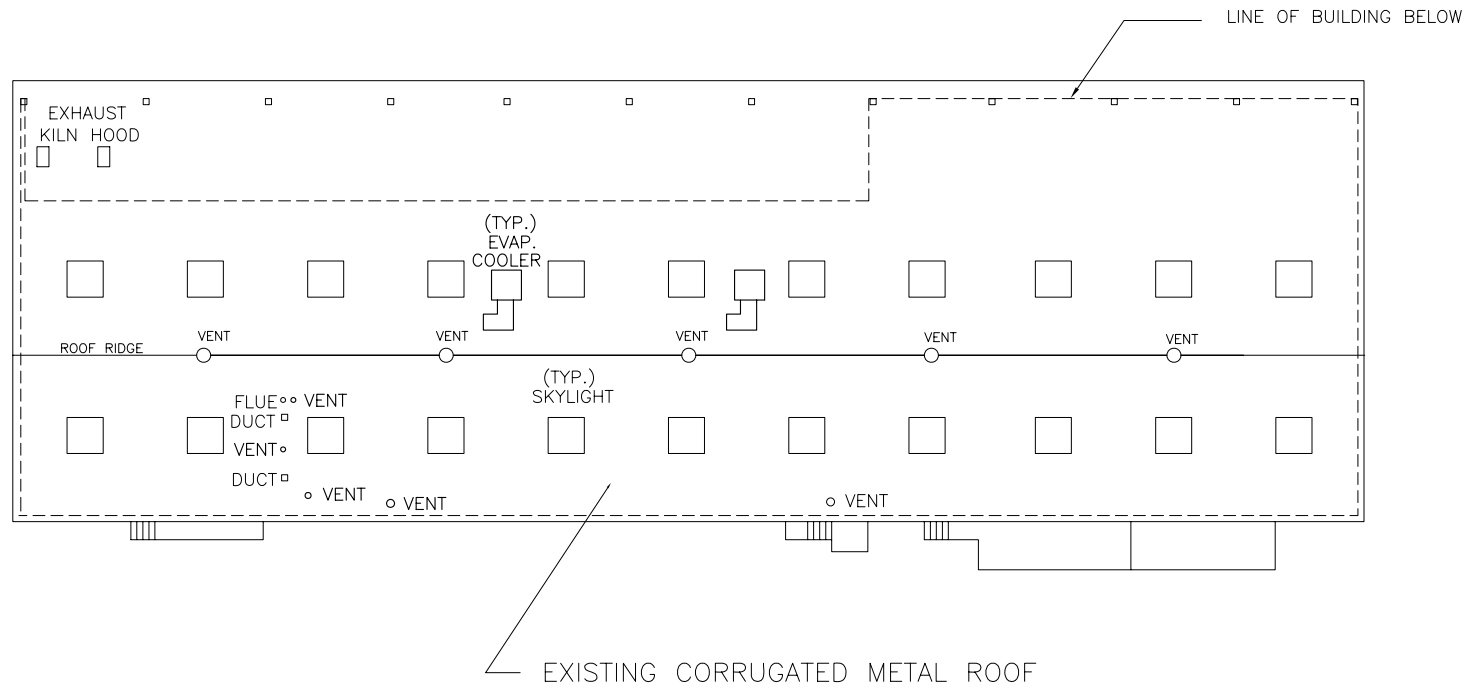 LINE OF BUILDING BELOW
EXHAUST
KILN HOOD
(TYP.)
EVAP.
COOLER
VENT
VENT
VENT
VENT
VENT
ROOF RIDGE
(TYP.)
SKYLIGHT
FLUE
VENT
DUCT
VENT
DUCT
VENT
VENT
VENT
EXISTING CORRUGATED METAL ROOF